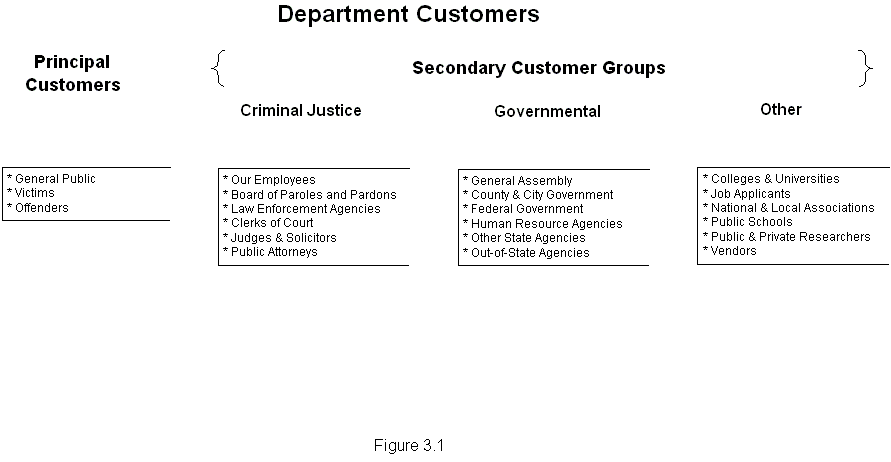 Department Customers
Principal
Customers
Secondary Customer Groups
Criminal Justice
Governmental
Other
* General Public
* Victims
* Offenders
* Our Employees
* Board of Paroles and Pardons
* Law Enforcement Agencies
* Clerks of Court
* Judges & Solicitors
* Public Attorneys
* General Assembly
* County & City Government
* Federal Government
* Human Resource Agencies
* Other State Agencies
* Out-of-State Agencies
* Colleges & Universities
* Job Applicants
* National & Local Associations
* Public Schools
* Public & Private Researchers
* Vendors
Figure 3.1